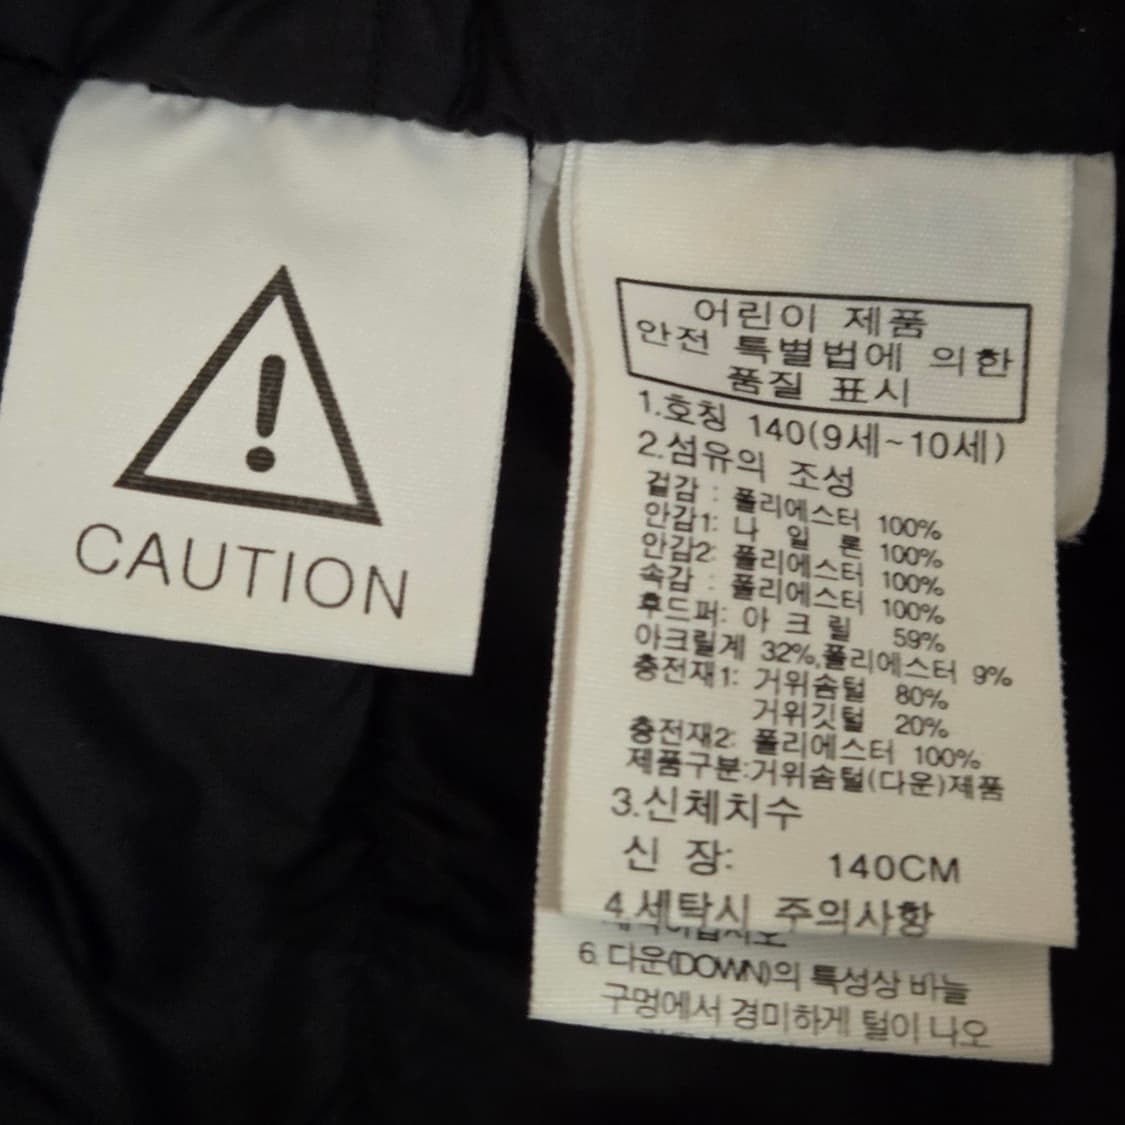 CAUTION
어린이 제품
안전 특별법에 의한
품질 표시
1.호칭 140(9세~10세)
2.섬유의 조성
겉감 : 폴리에스터 100%
안감1: 나 일 론 100%
안감2: 폴리에스터 100%
속감 : 폴리에스터 100%
후드퍼: 아 크 릴 59%
아크릴계 32%,폴리에스터 9%
충전재1: 거위솜털 80%
거위깃털 20%
충전재2: 폴리에스터 100%
제품구분:거위솜털(다운)제품
3.신체치수
신 장: 140CM
4.세탁시 주의사항
6. 다운(DOWN)의 특성상 바늘
구멍에서 경미하게 털이 나오